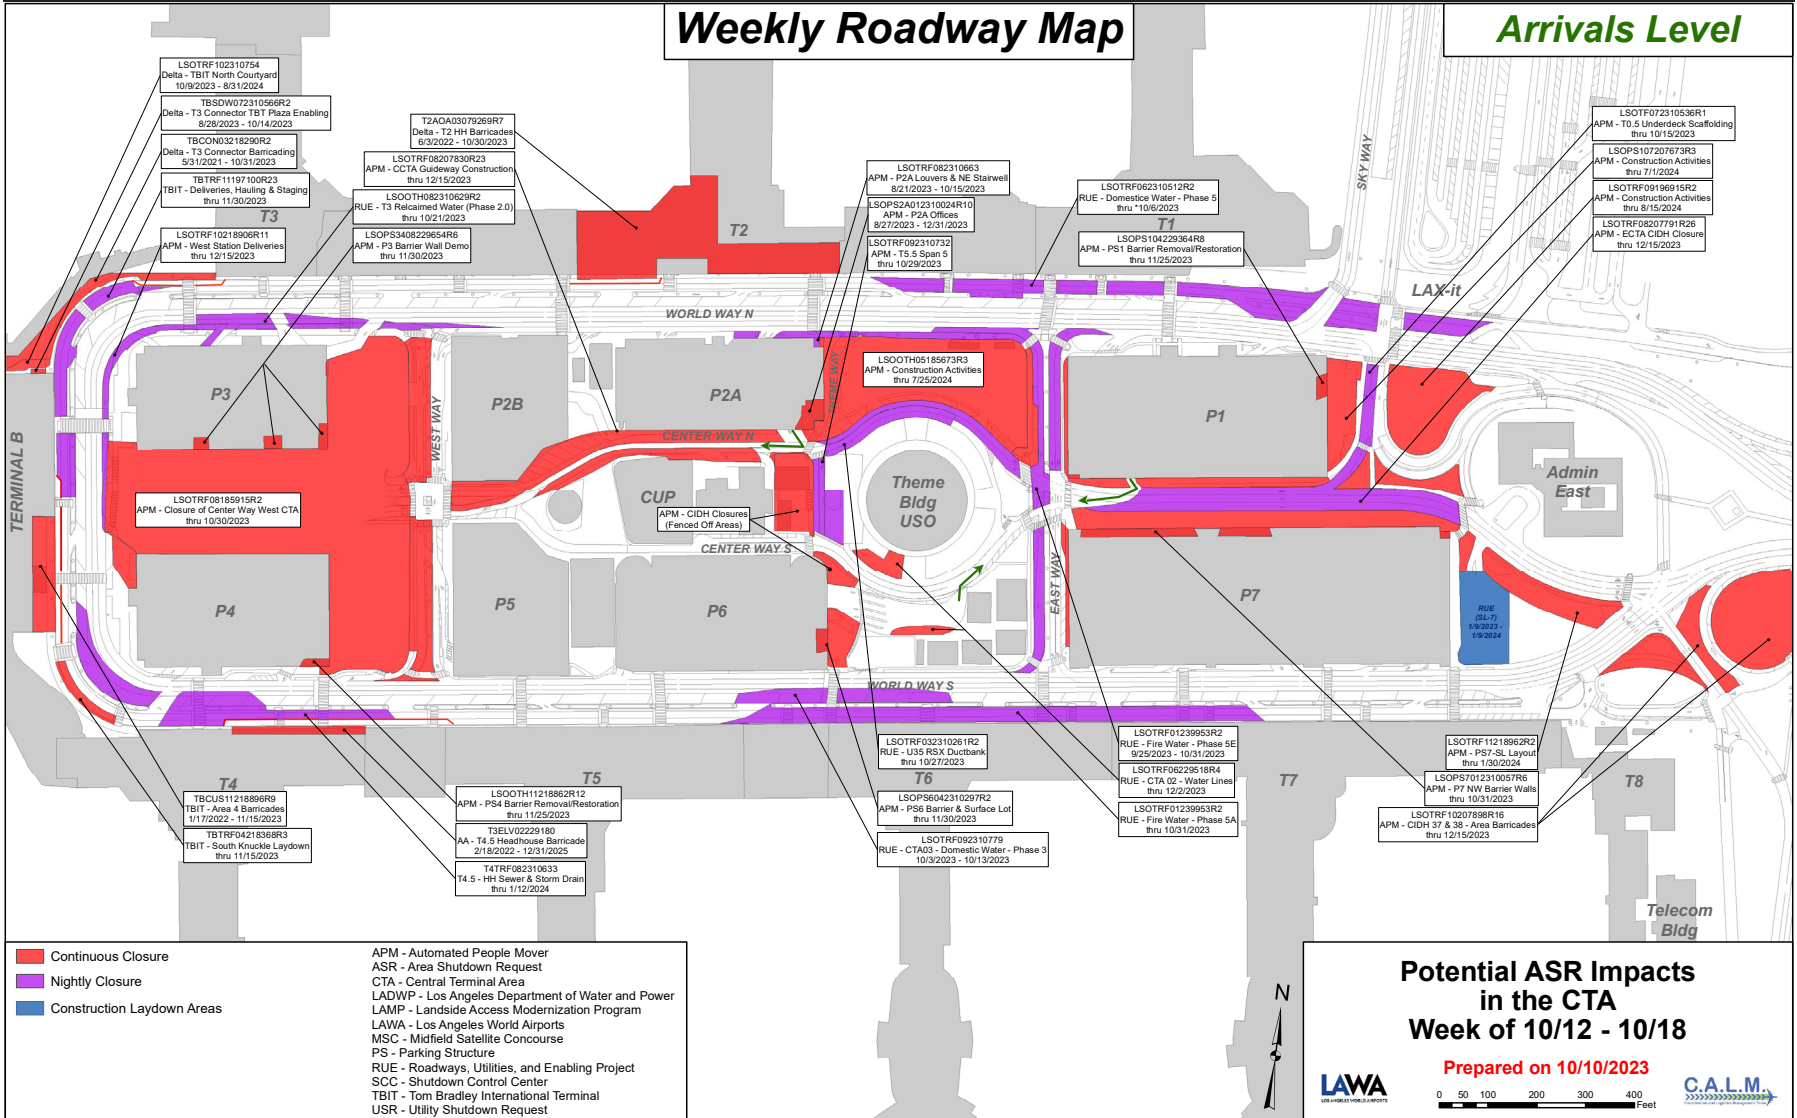 Weekly Roadway Map
Arrivals Level
LSOTRF102310754
Delta - TBIT North Courtyard
10/9/2023 - 8/31/2024
TBSDW072310566R2
Delta - T3 Connector TBT Plaza Enabling
8/28/2023 - 10/14/2023
TBCON03218290R2
Delta - T3 Connector Barricading
5/31/2021 - 10/31/2023
TBTRF11197100R23
TBIT - Deliveries, Hauling & Staging
thru 11/30/2023
LSOTRF10218906R11
APM - West Station Deliveries
thru 12/15/2023
T2AOA03079269R7
Delta - T2 HH Barricades
6/3/2022 - 10/30/2023
LSOTRF08207830R23
APM - CCTA Guideway Construction
thru 12/15/2023
LSOOTH082310629R2
RUE - T3 Relcaimed Water (Phase 2.0)
thru 10/21/2023
LSOPS3408229654R6
APM - P3 Barrier Wall Demo
thru 11/30/2023
LSOTRF082310663
APM - P2A Louvers & NE Stairwell
8/21/2023 - 10/15/2023
LSOPS2A012310024R10
APM - P2A Offices
8/27/2023 - 12/31/2023
LSOTRF092310732
APM - T5.5 Span 5
thru 10/29/2023
LSOTRF062310512R2
RUE - Domestice Water - Phase 5
thru *10/6/2023
LSOPS104229364R8
APM - PS1 Barrier Removal/Restoration
thru 11/25/2023
LSOTF072310536R1
APM - T0.5 Underdeck Scaffolding
thru 10/15/2023
LSOPS107207673R3
APM - Construction Activities
thru 7/1/2024
LSOTRF09196915R2
APM - Construction Activities
thru 8/15/2024
LSOTRF08207791R26
APM - ECTA CIDH Closure
thru 12/15/2023
T3
T2
T1
SKY WAY
LAX-it
WORLD WAY N
P3
P2B
P2A
THEME WAY
LSOOTH05185673R3
APM - Construction Activities
thru 7/25/2024
P1
WEST WAY
CENTER WAY N
TERMINAL B
LSOTRF08185915R2
APM - Closure of Center Way West CTA
thru 10/30/2023
CUP
APM - CIDH Closures
(Fenced Off Areas)
Theme
Bldg
USO
Admin
East
CENTER WAY S
EAST WAY
P4
P5
P6
P7
RUE
(SL-7)
1/9/2023 -
1/9/2024
WORLD WAY S
T4
T5
T6
T7
T8
TBCUS11218896R9
TBIT - Area 4 Barricades
1/17/2022 - 11/15/2023
TBTRF04218368R3
TBIT - South Knuckle Laydown
thru 11/15/2023
LSOOTH11218862R12
APM - PS4 Barrier Removal/Restoration
thru 11/25/2023
T3ELV02229180
AA - T4.5 Headhouse Barricade
2/18/2022 - 12/31/2025
T4TRF082310633
T4.5 - HH Sewer & Storm Drain
thru 1/12/2024
LSOTRF032310261R2
RUE - U35 RSX Ductbank
thru 10/27/2023
LSOPS6042310297R2
APM - PS6 Barrier & Surface Lot
thru 11/30/2023
LSOTRF092310779
RUE - CTA03 - Domestic Water - Phase 3
10/3/2023 - 10/13/2023
LSOTRF01239953R2
RUE - Fire Water - Phase 5E
9/25/2023 - 10/31/2023
LSOTRF06229518R4
RUE - CTA 02 - Water Lines
thru 12/2/2023
LSOTRF01239953R2
RUE - Fire Water - Phase 5A
thru 10/31/2023
LSOTRF11218962R2
APM - PS7-SL Layout
thru 1/30/2024
LSOPS7012310057R6
APM - P7 NW Barrier Walls
thru 10/31/2023
LSOTRF10207898R16
APM - CIDH 37 & 38 - Area Barricades
thru 12/15/2023
Telecom
Bldg
Continuous Closure
Nightly Closure
Construction Laydown Areas
APM - Automated People Mover
ASR - Area Shutdown Request
CTA - Central Terminal Area
LADWP - Los Angeles Department of Water and Power
LAMP - Landside Access Modernization Program
LAWA - Los Angeles World Airports
MSC - Midfield Satellite Concourse
PS - Parking Structure
RUE - Roadways, Utilities, and Enabling Project
SCC - Shutdown Control Center
TBIT - Tom Bradley International Terminal
USR - Utility Shutdown Request
N
Potential ASR Impacts
in the CTA
Week of 10/12 - 10/18
Prepared on 10/10/2023
LAWA
LOS ANGELES WORLD AIRPORTS
0 50 100 200 300 400
Feet
C.A.L.M.